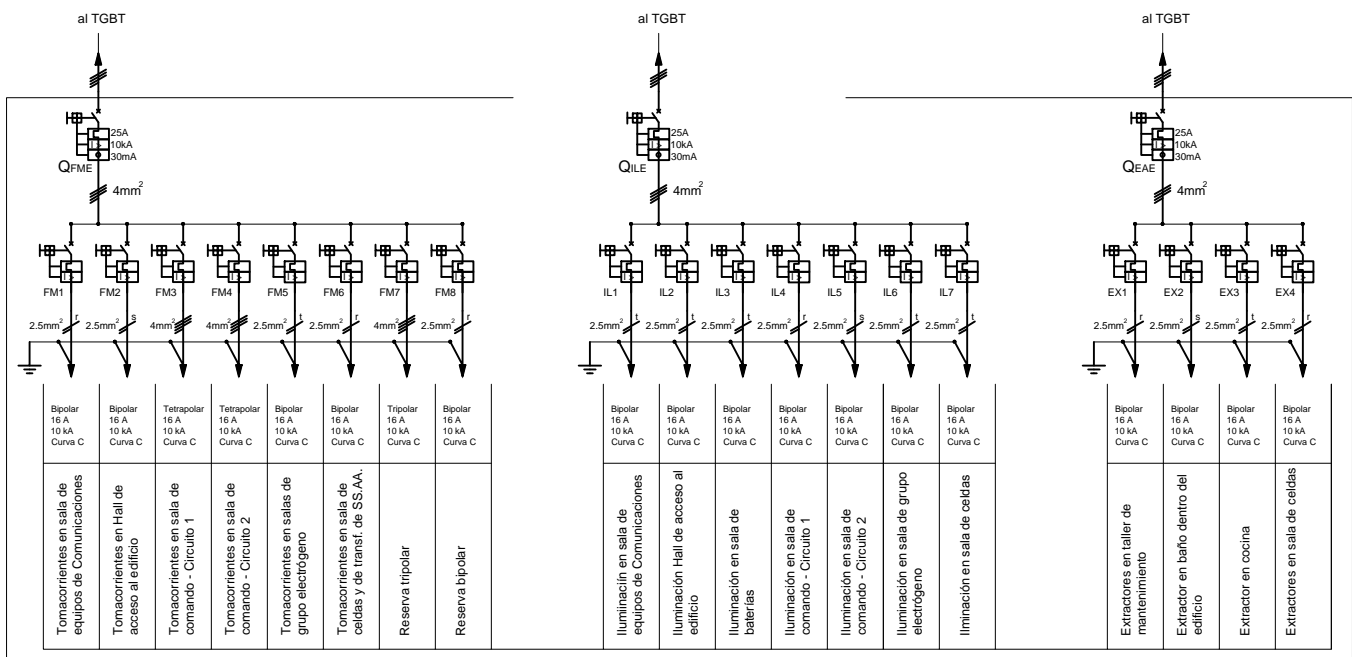 al TGBT
al TGBT
al TGBT
25A
10kA
30mA
QFME
4mm²
25A
10kA
30mA
QILE
4mm²
25A
10kA
30mA
QEAE
4mm²
FM1
FM2
FM3
FM4
FM5
FM6
FM7
FM8
IL1
IL2
IL3
IL4
IL5
IL6
IL7
EX1
EX2
EX3
EX4
2.5mm² r
2.5mm² s
4mm²
4mm²
2.5mm² t
2.5mm² r
4mm²
2.5mm² r
2.5mm² t
2.5mm² t
2.5mm² t
2.5mm² r
2.5mm² s
2.5mm² t
2.5mm² t
2.5mm² r
2.5mm² s
2.5mm² t
2.5mm² r
Bipolar
16 A
10 kA
Curva C
Bipolar
16 A
10 kA
Curva C
Tetrapolar
16 A
10 kA
Curva C
Tetrapolar
16 A
10 kA
Curva C
Bipolar
16 A
10 kA
Curva C
Bipolar
16 A
10 kA
Curva C
Tripolar
16 A
10 kA
Curva C
Bipolar
16 A
10 kA
Curva C
Bipolar
16 A
10 kA
Curva C
Bipolar
16 A
10 kA
Curva C
Bipolar
16 A
10 kA
Curva C
Bipolar
16 A
10 kA
Curva C
Bipolar
16 A
10 kA
Curva C
Bipolar
16 A
10 kA
Curva C
Bipolar
16 A
10 kA
Curva C
Bipolar
16 A
10 kA
Curva C
Bipolar
16 A
10 kA
Curva C
Bipolar
16 A
10 kA
Curva C
Bipolar
16 A
10 kA
Curva C
Tomacorrientes en sala de
equipos de Comunicaciones
Tomacorrientes en Hall de
acceso al edificio
Tomacorrientes en sala de
comando - Circuito 1
Tomacorrientes en sala de
comando - Circuito 2
Tomacorrientes en salas de
grupo electrógeno
Tomacorrientes en sala de
celdas y de transf. de SS.AA.
Reserva tripolar
Reserva bipolar
Ilumiinaciín en sala de
equipos de Comunicaciones
Iluminación Hall de acceso al
edificio
Iluminación en sala de
baterías
Iluminación en sala de
comando - Circuito 1
Iluminación en sala de
comando - Circuito 2
Iluminación en sala de grupo
electrógeno
Ilminación en sala de celdas
Extractores en taller de
mantenimiento
Extractor en baño dentro del
edificio
Extractor en cocina
Extractores en sala de celdas